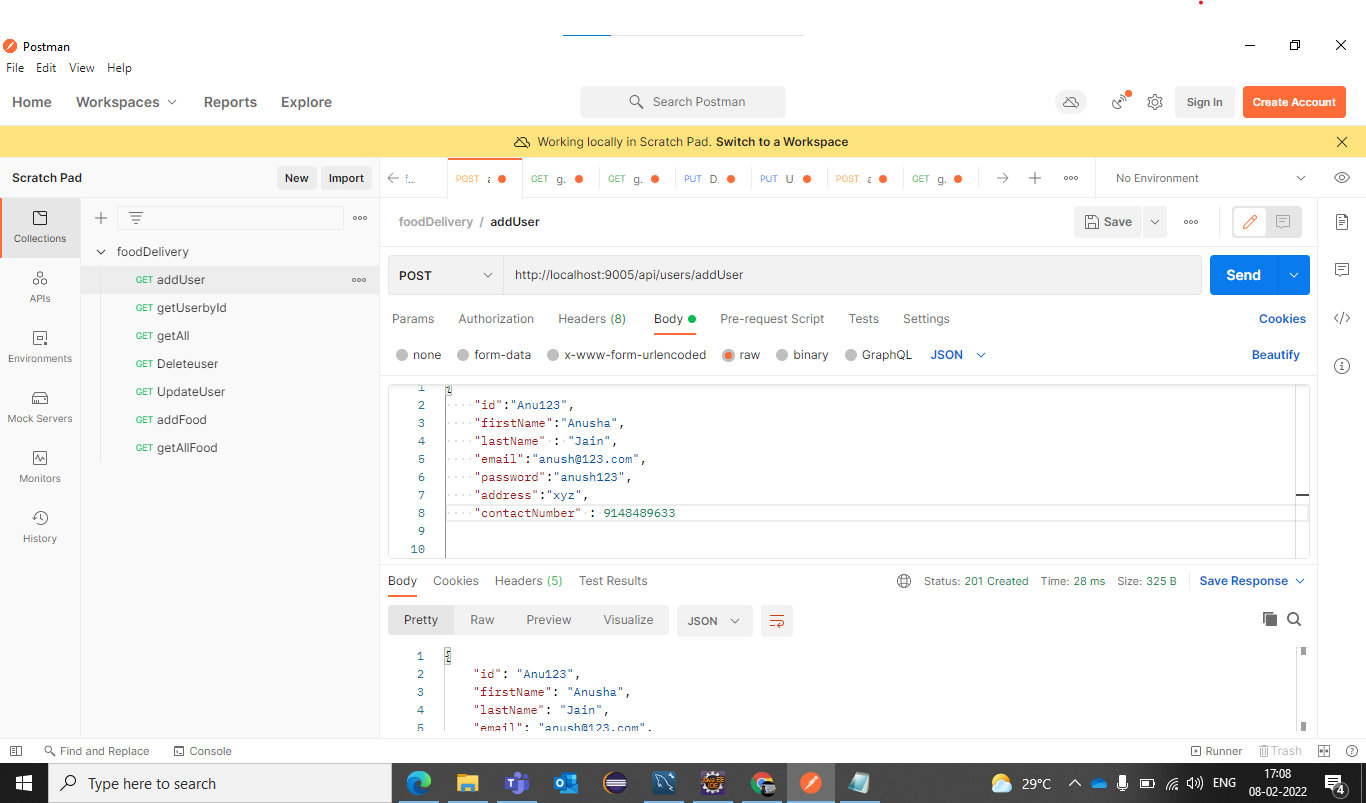 Postman
File Edit View Help
Home Workspaces Reports Explore Search Postman Sign In Create Account
Working locally in Scratch Pad. Switch to a Workspace
Scratch Pad New Import
f... POST a GET g. GET g. PUT D. PUT U. POST a GET g. No Environment
Collections
APIs
Environments
Mock Servers
Monitors
History
foodDelivery
GET addUser
GET getUserbyId
GET getAll
GET Deleteuser
GET UpdateUser
GET addFood
GET getAllFood
foodDelivery / addUser Save
POST http://localhost:9005/api/users/addUser Send
Params Authorization Headers (8) Body Pre-request Script Tests Settings Cookies
none form-data x-www-form-urlencoded raw binary GraphQL JSON Beautify
1 {
2 "id":"Anu123",
3 "firstName":"Anusha",
4 "lastName" : "Jain",
5 "email":"anush@123.com",
6 "password":"anush123",
7 "address":"xyz",
8 "contactNumber" : 9148489633
9
10
Body Cookies Headers (5) Test Results Status: 201 Created Time: 28 ms Size: 325 B Save Response
Pretty Raw Preview Visualize JSON
1 {
2 "id": "Anu123",
3 "firstName": "Anusha",
4 "lastName": "Jain",
5 "email": "anush@123.com",
Find and Replace Console Runner Trash
Type here to search 29°C ENG 17:08
08-02-2022
4